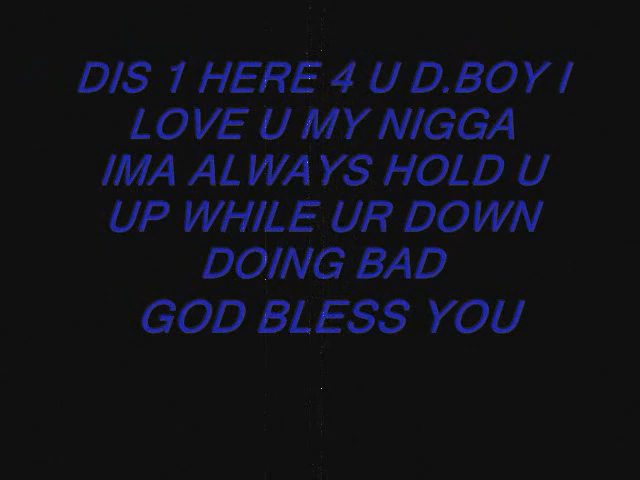 DIS 1 HERE 4 U D.BOY I
LOVE U MY NIGGA
IMA ALWAYS HOLD U
UP WHILE UR DOWN
DOING BAD
GOD BLESS YOU